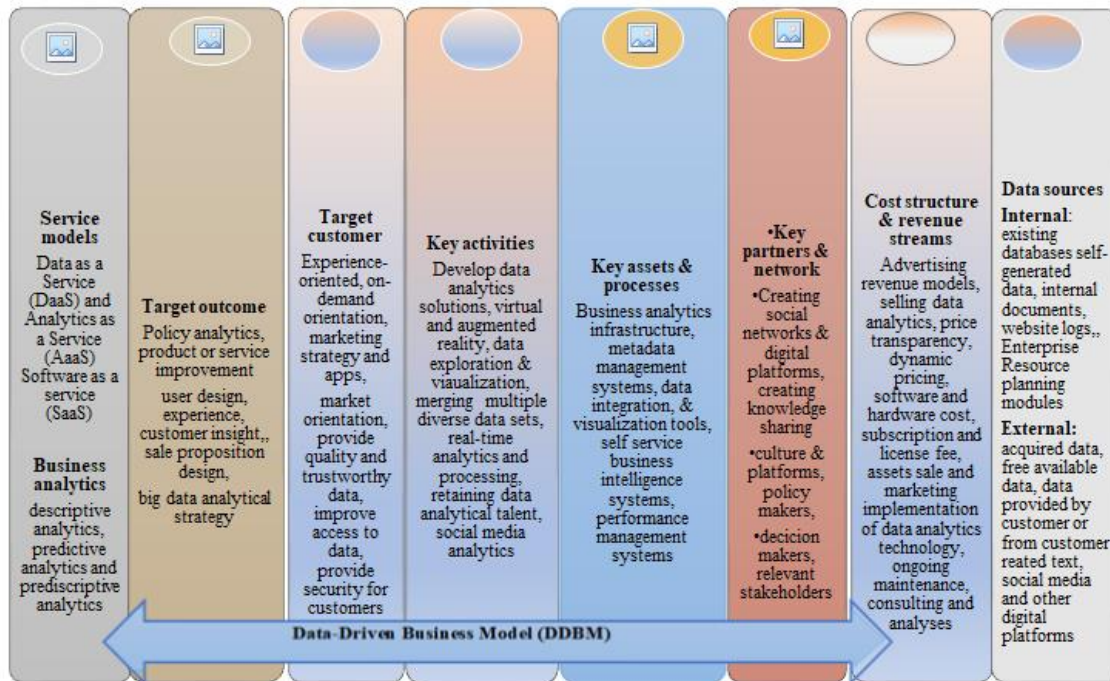 Service
models
Data as a
Service
(DaaS) and
Analytics as
a Service
(AaaS)
Software as a
service
(SaaS)
Business
analytics
descriptive
analytics,
predictive
analytics and
prediscriptive
analytics
Target outcome
Policy analytics,
product or service
improvement
user design,
experience,
customer insight,,
sale proposition
design,
big data analytical
strategy
Target
customer
Experience-
oriented, on-
demand
orientation,
marketing
strategy and
apps,
market
orientation,
provide
quality and
trustworthy
data,
improve
access to
data,
provide
security for
customers
Key activities
Develop data
analytics
solutions, virtual
and augmented
reality, data
exploration &
viaualization,
merging multiple
diverse data sets,
real-time
analytics and
processing,
retaining data
analytical talent,
social media
analytics
Key assets &
processes
Business analytics
infrastructure,
metadata
management
systems, data
integration, &
visualization tools,
self service
business
intelligence
systems,
performance
management
systems
•Key
partners &
network
•Creating
social
networks &
digital
platforms,
creating
knowledge
sharing
•culture &
platforms,
policy
makers,
•decicion
makers,
relevant
stakeholders
Cost structure
& revenue
streams
Advertising
revenue models,
selling data
analytics, price
transparency,
dynamic
pricing,
software and
hardware cost,
subscription and
license fee,
assets sale and
marketing
implementation
of data analytics
technology,
ongoing
maintenance,
consulting and
analyses
Data sources
Internal:
existing
databases self-
generated
data, internal
documents,
website logs,,
Enterprise
Resource
planning
modules
External:
acquired data,
free available
data, data
provided by
customer or
from customer
reated text,
social media
and other
digital
platforms
Data-Driven Business Model (DDBM)